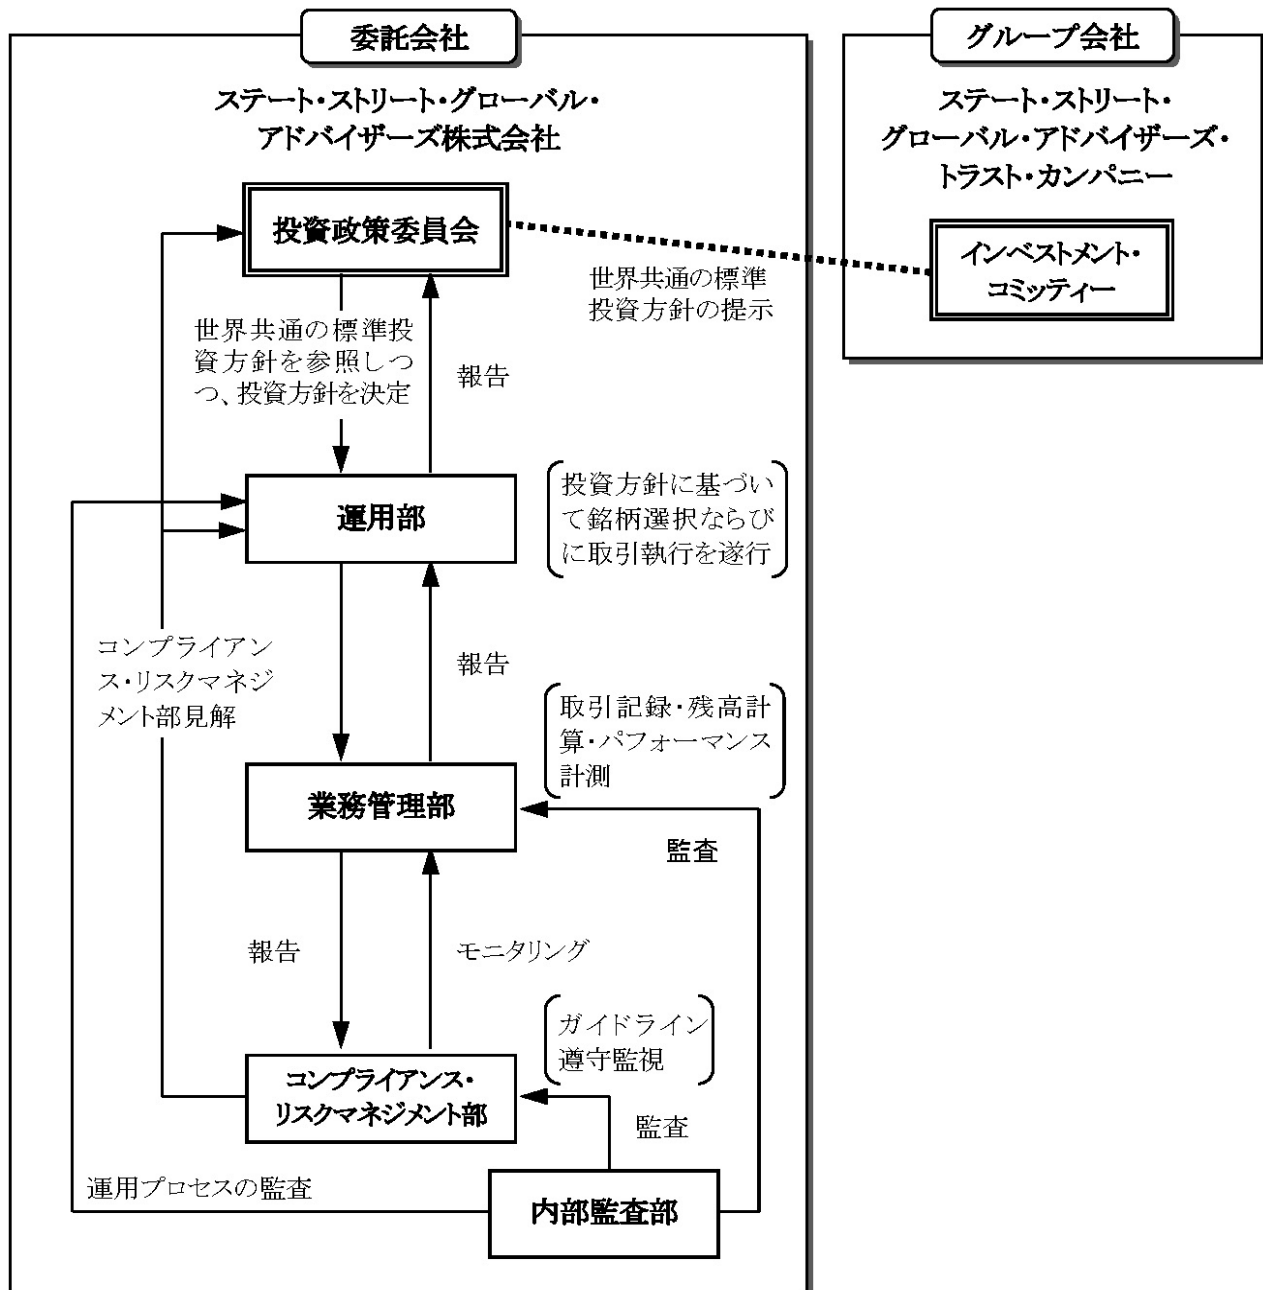 委託会社
ステート・ストリート・グローバル・
アドバイザーズ株式会社
グループ会社
ステート・ストリート・
グローバル・アドバイザーズ・
トラスト・カンパニー
投資政策委員会
インベストメント・
コミッティー
世界共通の標準
投資方針の提示
世界共通の標準投
資方針を参照しつ
つ、投資方針を決定
報告
運用部
投資方針に基づい
て銘柄選択ならび
に取引執行を遂行
コンプライアン
ス・リスクマネジ
メント部見解
報告
取引記録・残高計
算・パフォーマンス
計測
業務管理部
監査
報告
モニタリング
ガイドライン
遵守監視
コンプライアンス・
リスクマネジメント部
監査
運用プロセスの監査
内部監査部